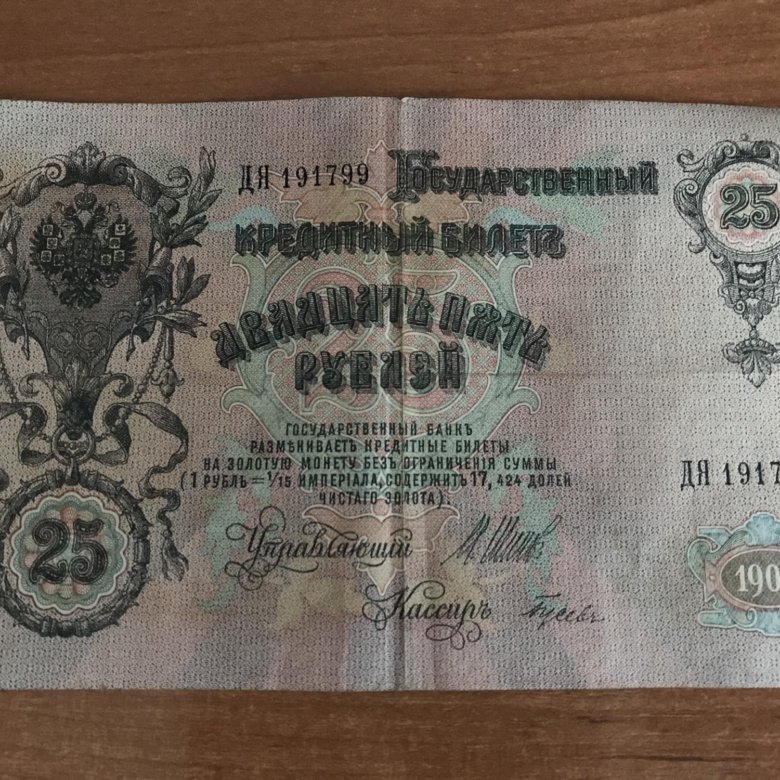 ДЯ 191799
ГОСУДАРСТВЕННЫЙ
25
КРЕДИТНЫЙ БИЛЕТЪ
ДВАДЦАТЬ ПЯТЬ
РУБЛЕЙ
ГОСУДАРСТВЕННЫЙ БАНКЪ
РАЗМѢНИВАЕТЪ КРЕДИТНЫЕ БИЛЕТЫ
НА ЗОЛОТУЮ МОНЕТУ БЕЗЪ ОГРАНИЧЕНІЯ СУММЫ
(1 РУБЛЬ = 1/15 ИМПЕРІАЛА, СОДЕРЖИТЪ 17, 424 ДОЛЕЙ
ЧИСТАГО ЗОЛОТА).
ДЯ 1917
25
Управляющій
190
Кассиръ